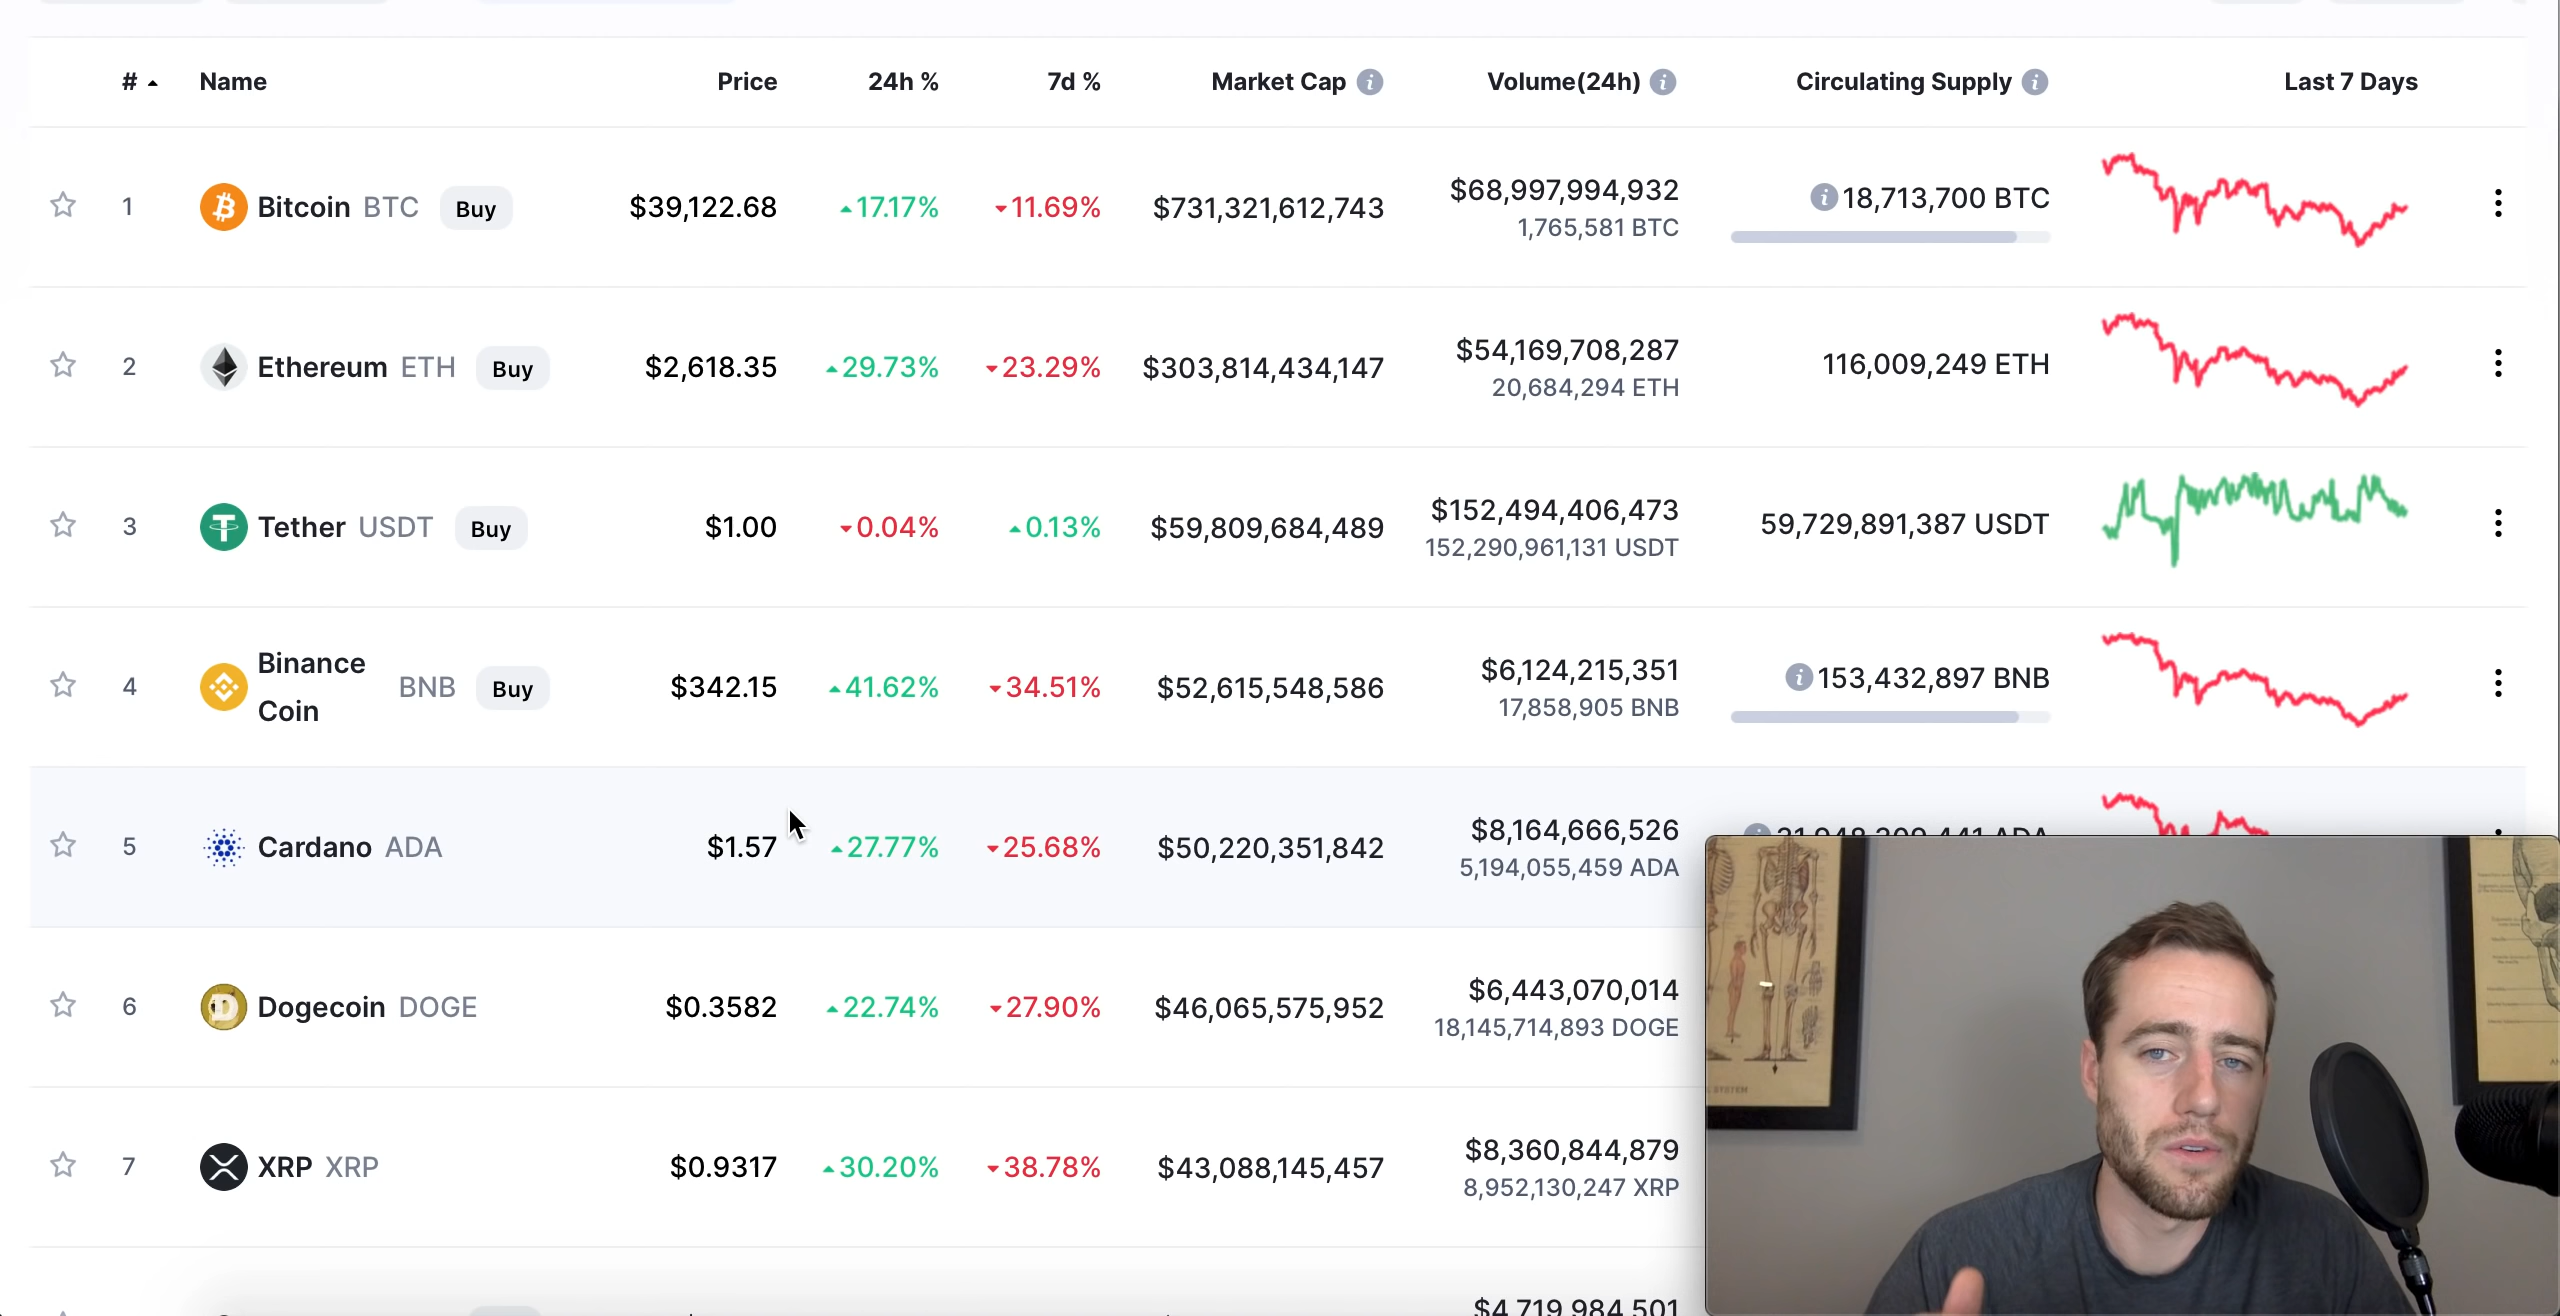 # Name Price 24h % 7d % Market Cap Volume(24h) Circulating Supply Last 7 Days
1 Bitcoin BTC Buy $39,122.68 17.17% 11.69% $731,321,612,743 $68,997,994,932 18,713,700 BTC
1,765,581 BTC
2 Ethereum ETH Buy $2,618.35 29.73% 23.29% $303,814,434,147 $54,169,708,287 116,009,249 ETH
20,684,294 ETH
3 Tether USDT Buy $1.00 0.04% 0.13% $59,809,684,489 $152,494,406,473 59,729,891,387 USDT
152,290,961,131 USDT
4 Binance Coin BNB Buy $342.15 41.62% 34.51% $52,615,548,586 $6,124,215,351 153,432,897 BNB
17,858,905 BNB
5 Cardano ADA $1.57 27.77% 25.68% $50,220,351,842 $8,164,666,526 ADA
5,194,055,459 ADA
6 Dogecoin DOGE $0.3582 22.74% 27.90% $46,065,575,952 $6,443,070,014
18,145,714,893 DOGE
7 XRP XRP $0.9317 30.20% 38.78% $43,088,145,457 $8,360,844,879
8,952,130,247 XRP
$4,719,984,501
SYSTEM